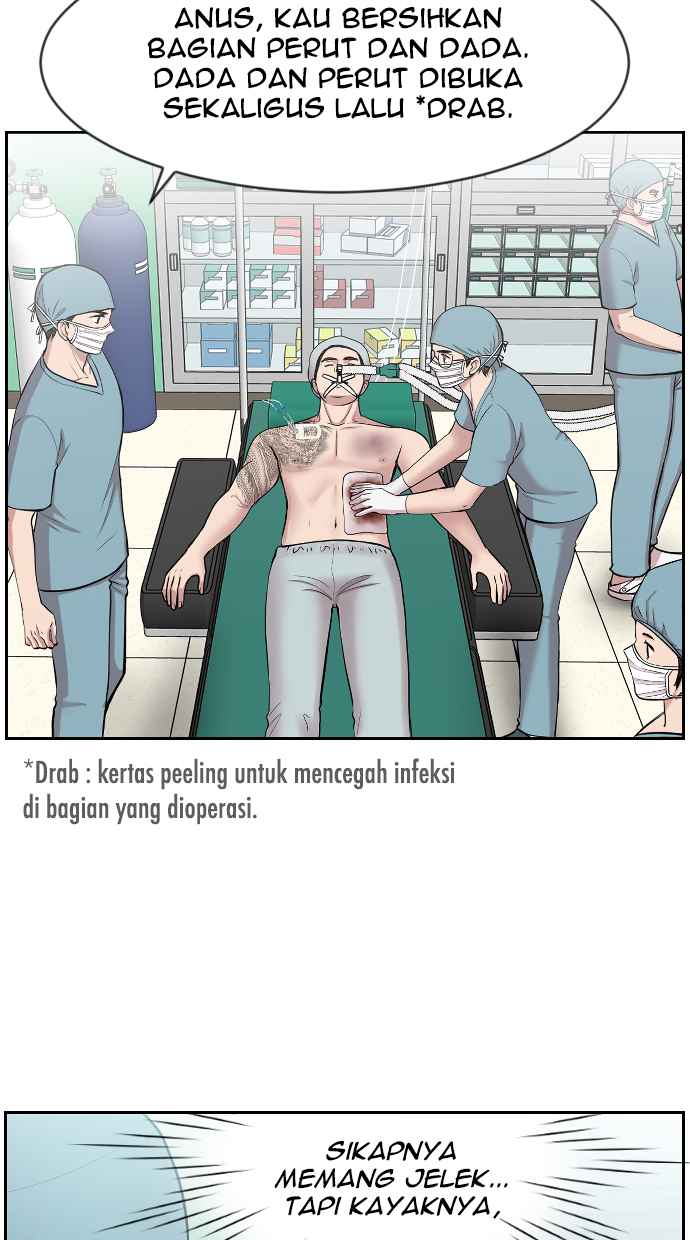 ANUS, KAU BERSIHKAN
BAGIAN PERUT DAN DADA.
DADA DAN PERUT DIBUKA
SEKALIGUS LALU *DRAB.
*Drab : kertas peeling untuk mencegah infeksi
di bagian yang dioperasi.
SIKAPNYA
MEMANG JELEK...
TAPI KAYAKNYA,